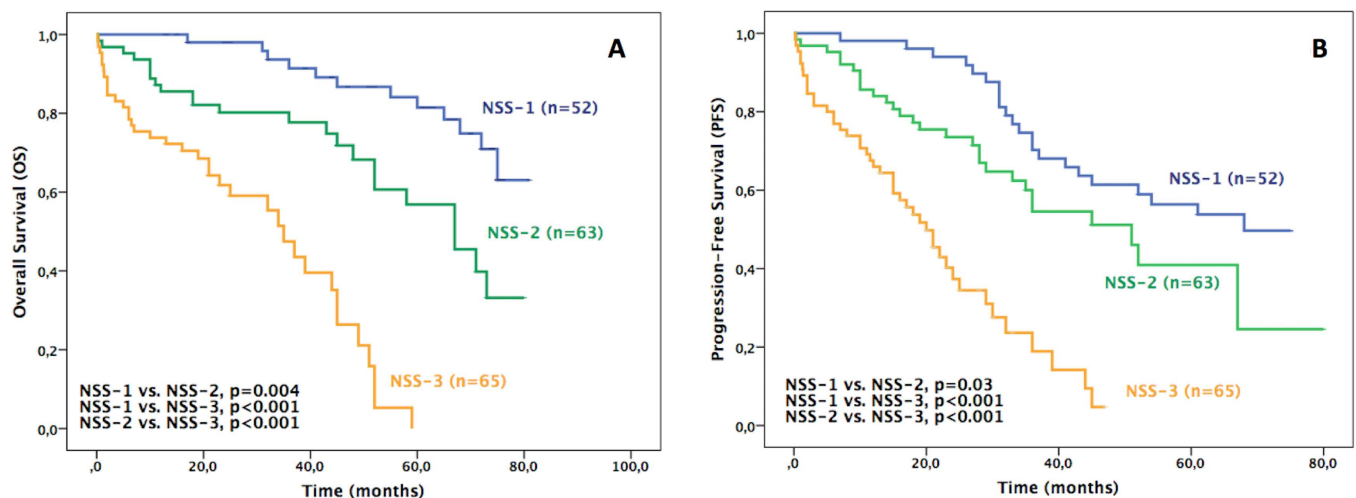 A
1,0
0,8
0,6
0,4
0,2
0,0
Overall Survival (OS)
NSS-1 (n=52)
NSS-2 (n=63)
NSS-3 (n=65)
NSS-1 vs. NSS-2, p=0.004
NSS-1 vs. NSS-3, p<0.001
NSS-2 vs. NSS-3, p<0.001
,0 20,0 40,0 60,0 80,0 100,0
Time (months)
B
1,0
0,8
0,6
0,4
0,2
0,0
Progression-Free Survival (PFS)
NSS-1 (n=52)
NSS-2 (n=63)
NSS-3 (n=65)
NSS-1 vs. NSS-2, p=0.03
NSS-1 vs. NSS-3, p<0.001
NSS-2 vs. NSS-3, p<0.001
,0 20,0 40,0 60,0 80,0
Time (months)